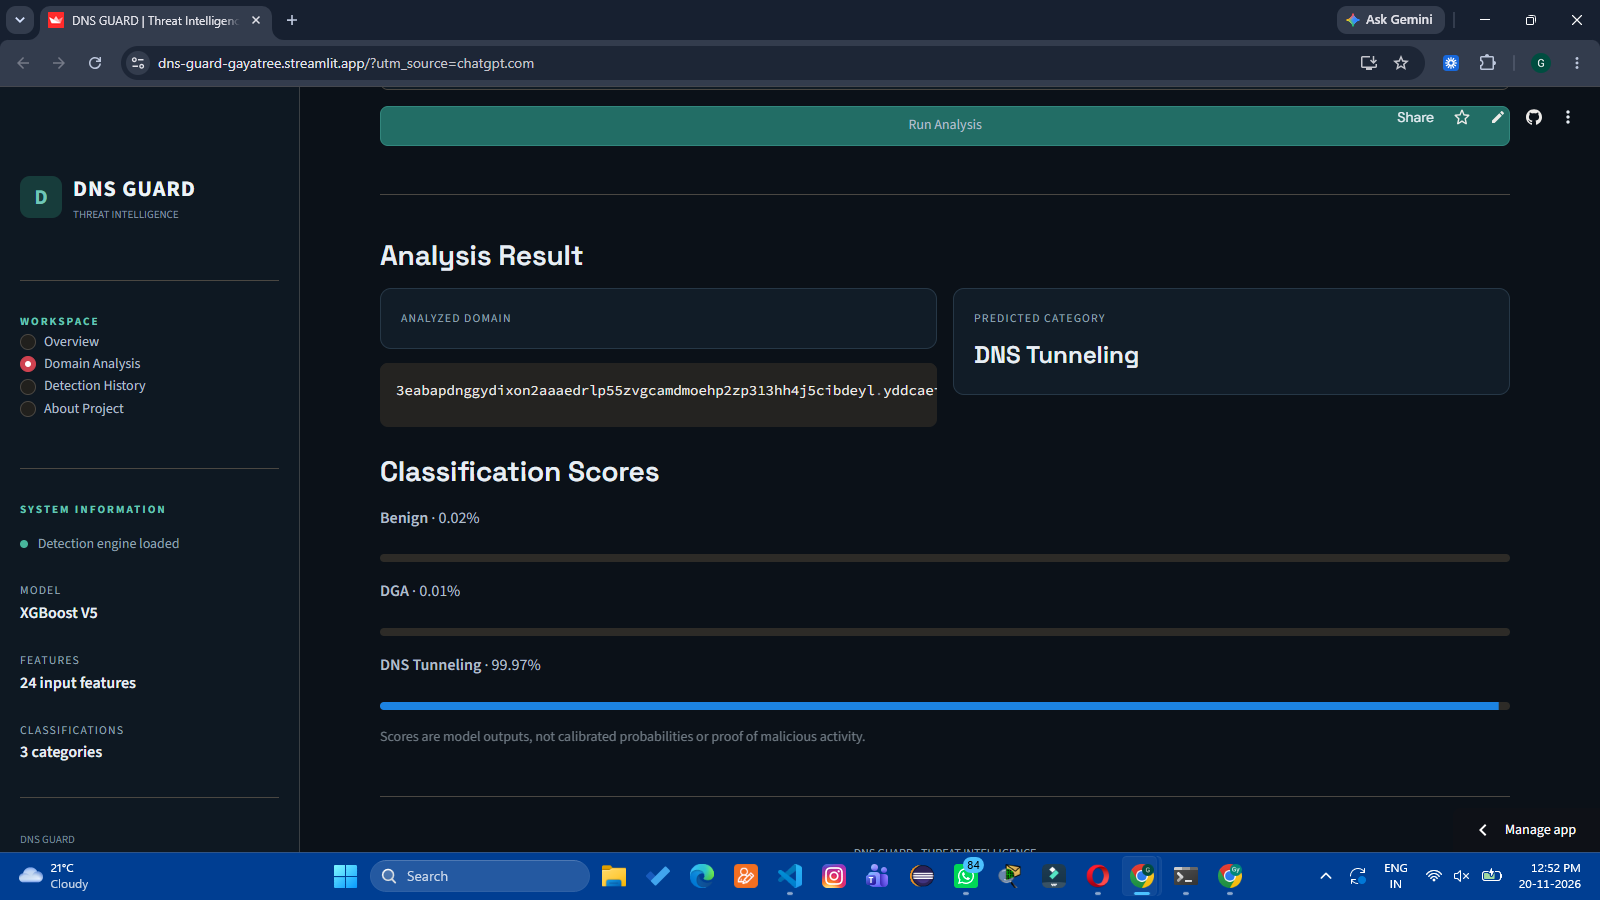 DNS GUARD | Threat Intelligenc
Ask Gemini
dns-guard-gayatree.streamlit.app/?utm_source=chatgpt.com
G
Run Analysis
Share
D
DNS GUARD
THREAT INTELLIGENCE
WORKSPACE
Overview
Domain Analysis
Detection History
About Project
SYSTEM INFORMATION
Detection engine loaded
MODEL
XGBoost V5
FEATURES
24 input features
CLASSIFICATIONS
3 categories
DNS GUARD
Analysis Result
ANALYZED DOMAIN
3eabapdnggydixon2aaaedrlp55zvgcamdmoehp2zp313hh4j5cibdeyl.yddcae
PREDICTED CATEGORY
DNS Tunneling
Classification Scores
Benign · 0.02%
DGA · 0.01%
DNS Tunneling · 99.97%
Scores are model outputs, not calibrated probabilities or proof of malicious activity.
DNS GUARD · THREAT INTELLIGENCE
Manage app
21°C
Cloudy
Search
84
ENG
IN
12:52 PM
20-11-2026